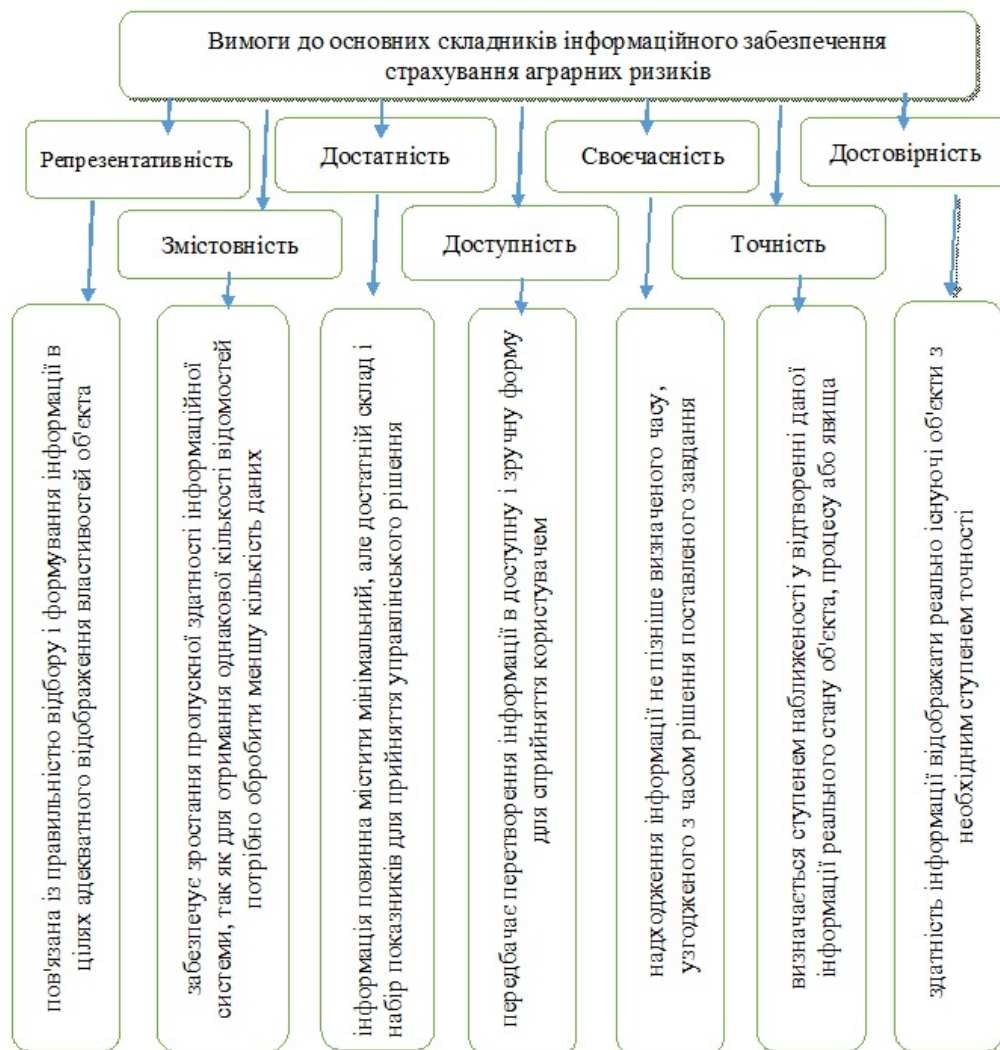 Вимоги до основних складників інформаційного забезпечення
страхування аграрних ризиків
Репрезентативність
Достатність
Своєчасність
Достовірність
Змістовність
Доступність
Точність
пов'язана із правильністю відбору і формування інформації в
цілях адекватного відображення властивостей об'єкта
забезпечує зростання пропускної здатності інформаційної
системи, так як для отримання однакової кількості відомостей
потрібно обробити меншу кількість даних
інформація повинна містити мінімальний, але достатній склад і
набір показників для прийняття управлінського рішення
передбачає перетворення інформації в доступну і зручну форму
для сприйняття користувачем
надходження інформації не пізніше визначеного часу,
узгодженого з часом рішення поставленого завдання
визначається ступенем наближеності у відтворенні даної
інформації реального стану об'єкта, процесу або явища
здатність інформації відображати реально існуючі об'єкти з
необхідним ступенем точності